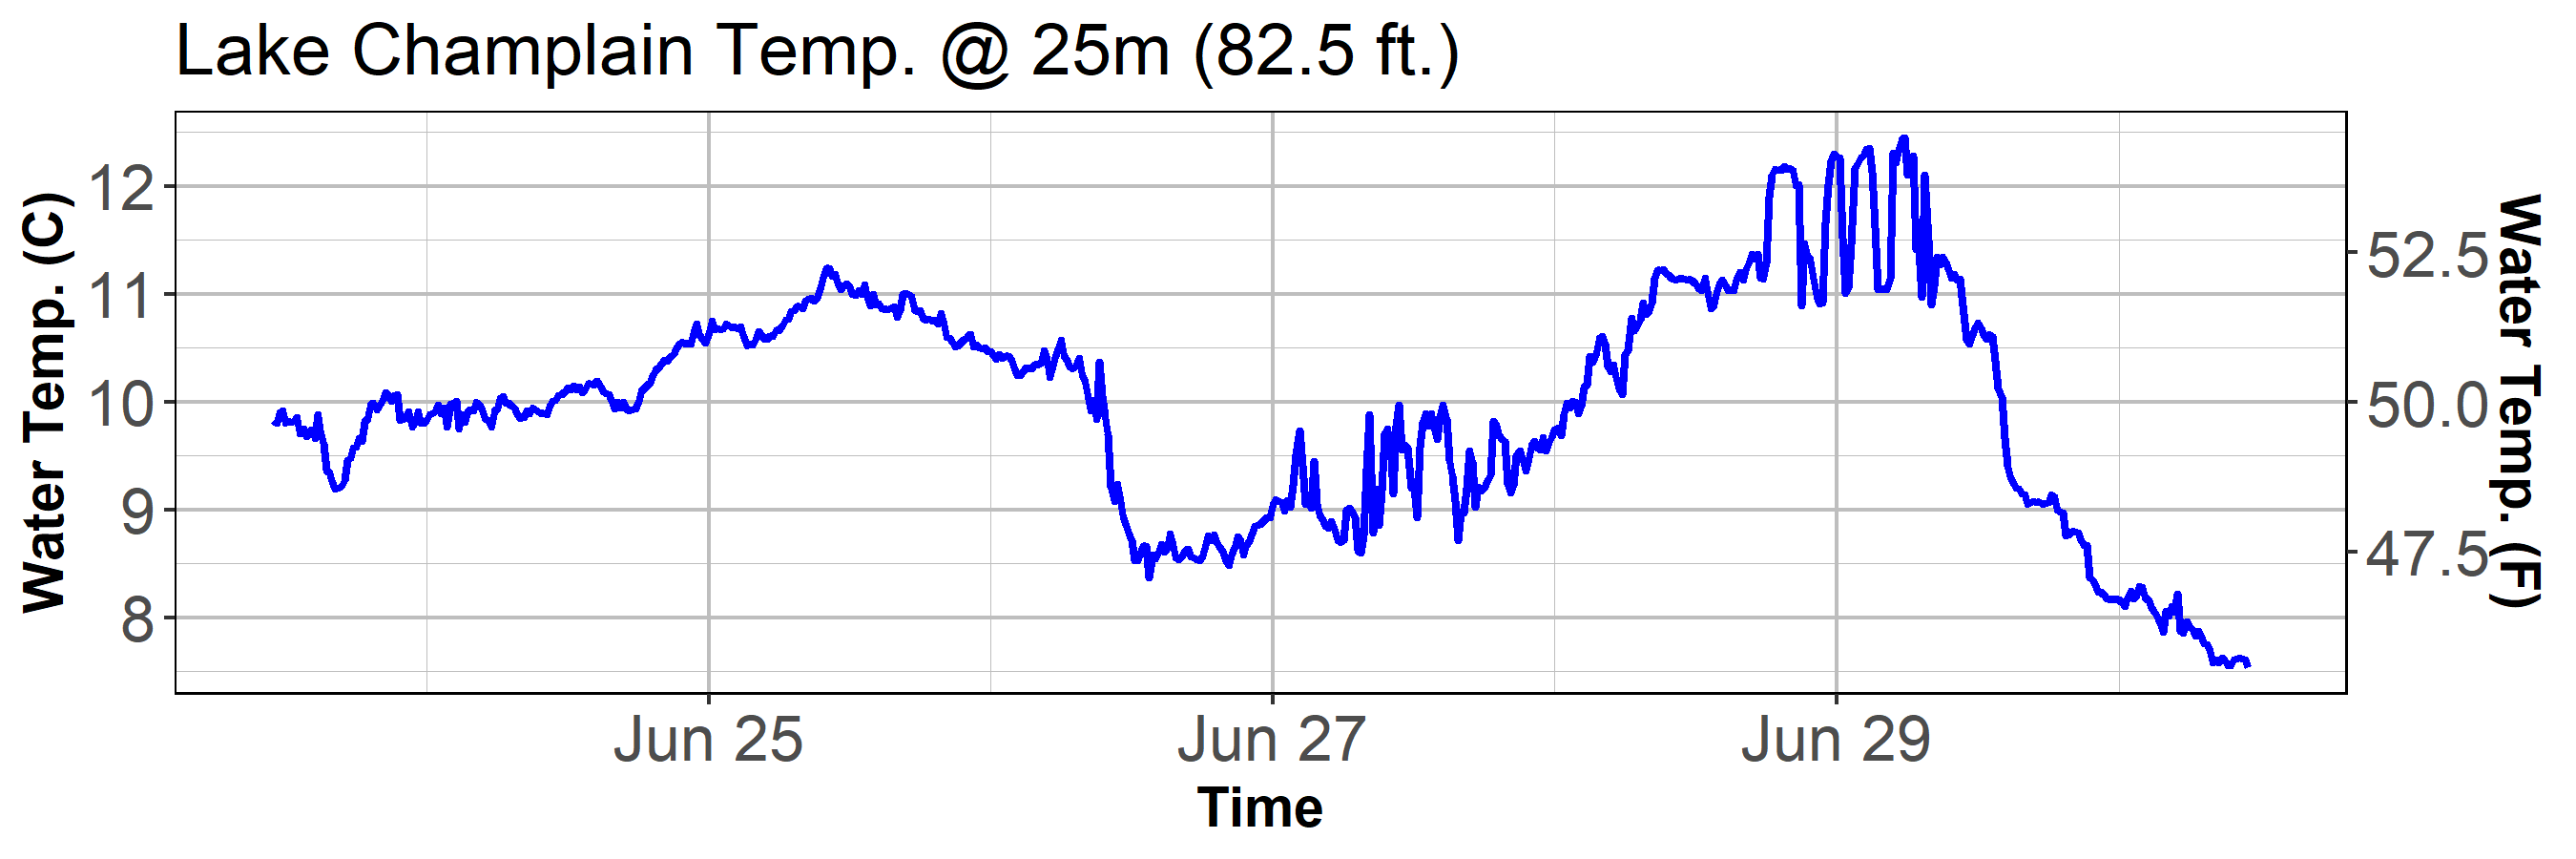 Lake Champlain Temp. @ 25m (82.5 ft.)
Water Temp. (C)
12
11
10
9
8
52.5
50.0
47.5
Water Temp. (F)
Jun 25
Jun 27
Jun 29
Time